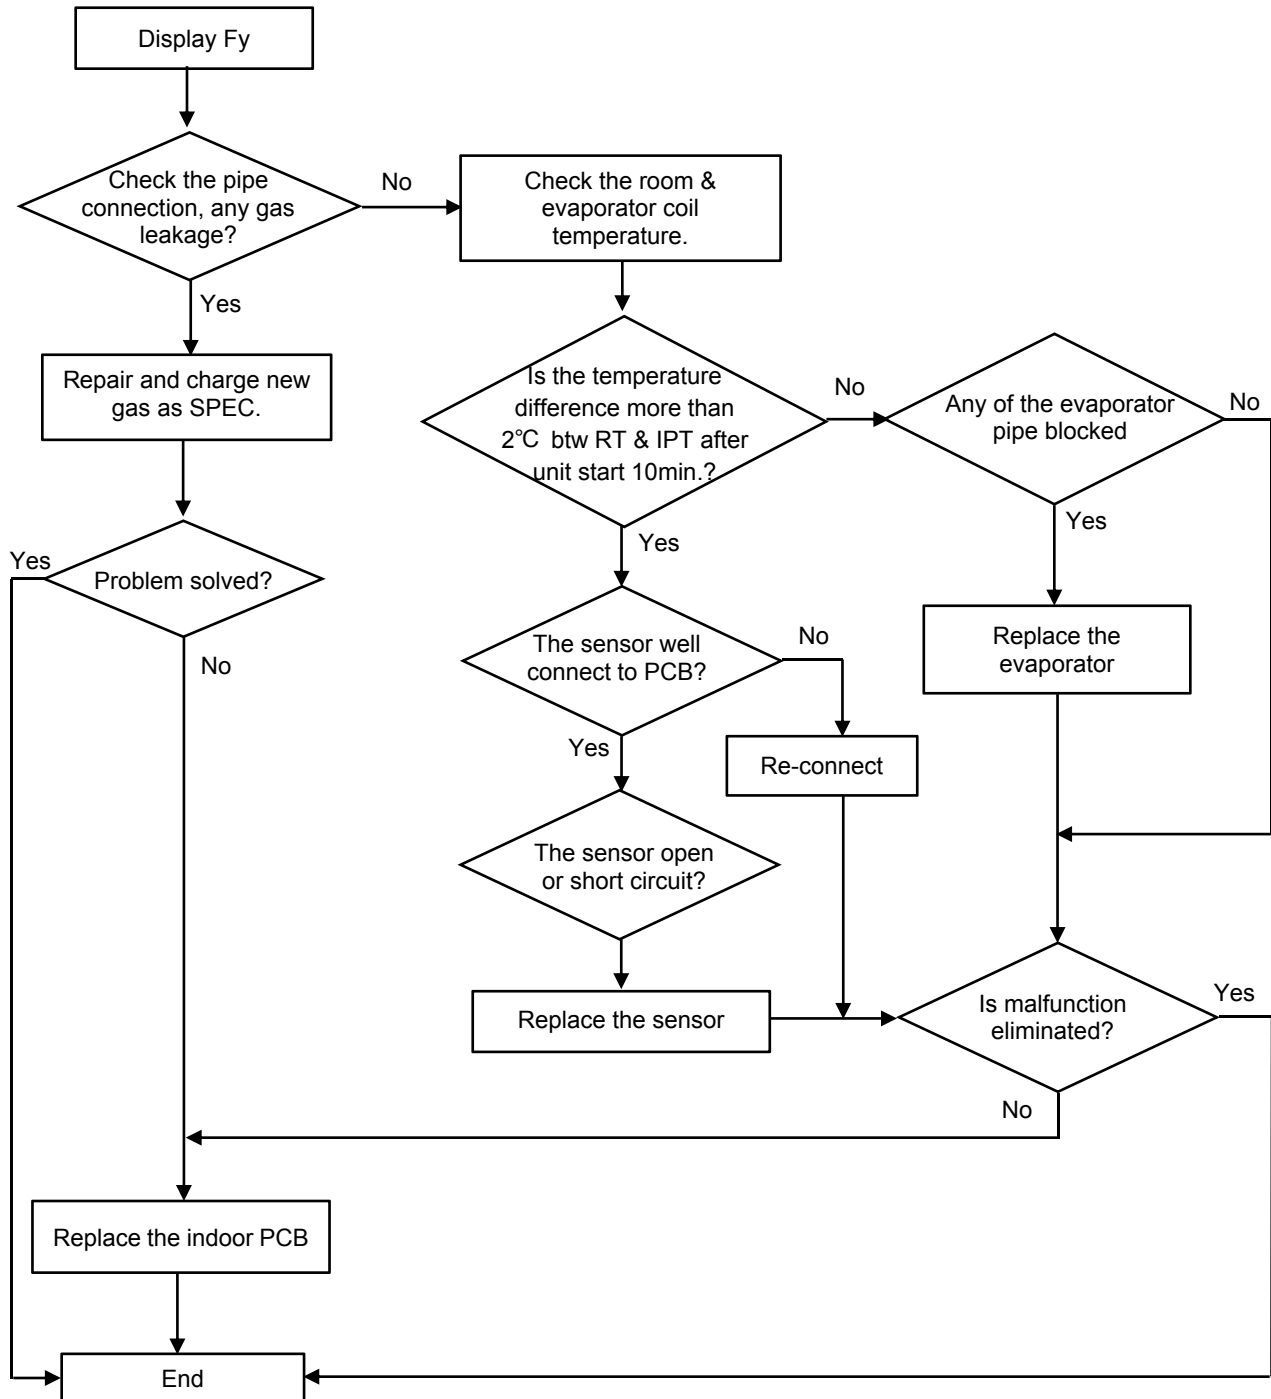 Display Fy
Check the pipe
connection, any gas
leakage?
No
Check the room &
evaporator coil
temperature.
Yes
Repair and charge new
gas as SPEC.
Is the temperature
difference more than
2℃ btw RT & IPT after
unit start 10min.?
No
Any of the evaporator
pipe blocked
No
Yes
Problem solved?
Yes
Yes
No
The sensor well
connect to PCB?
No
Replace the
evaporator
Yes
Re-connect
The sensor open
or short circuit?
Replace the sensor
Is malfunction
eliminated?
Yes
No
Replace the indoor PCB
End